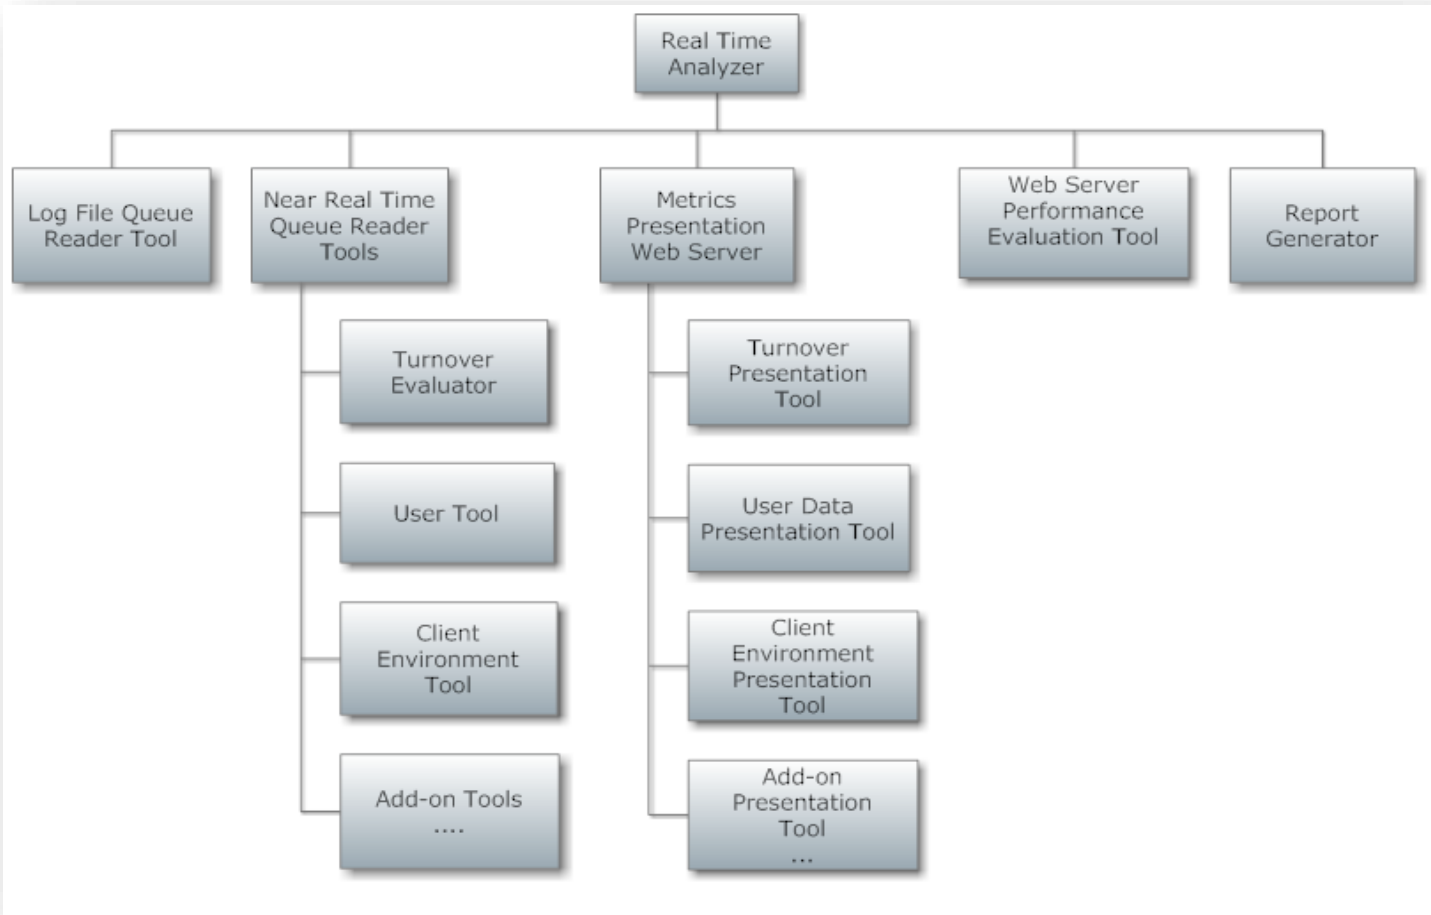 Real Time
Analyzer
Log File Queue
Reader Tool
Near Real Time
Queue Reader
Tools
Metrics
Presentation
Web Server
Web Server
Performance
Evaluation Tool
Report
Generator
Turnover
Evaluator
User Tool
Client
Environment
Tool
Add-on Tools
....
Turnover
Presentation
Tool
User Data
Presentation Tool
Client
Environment
Presentation
Tool
Add-on
Presentation
Tool
...